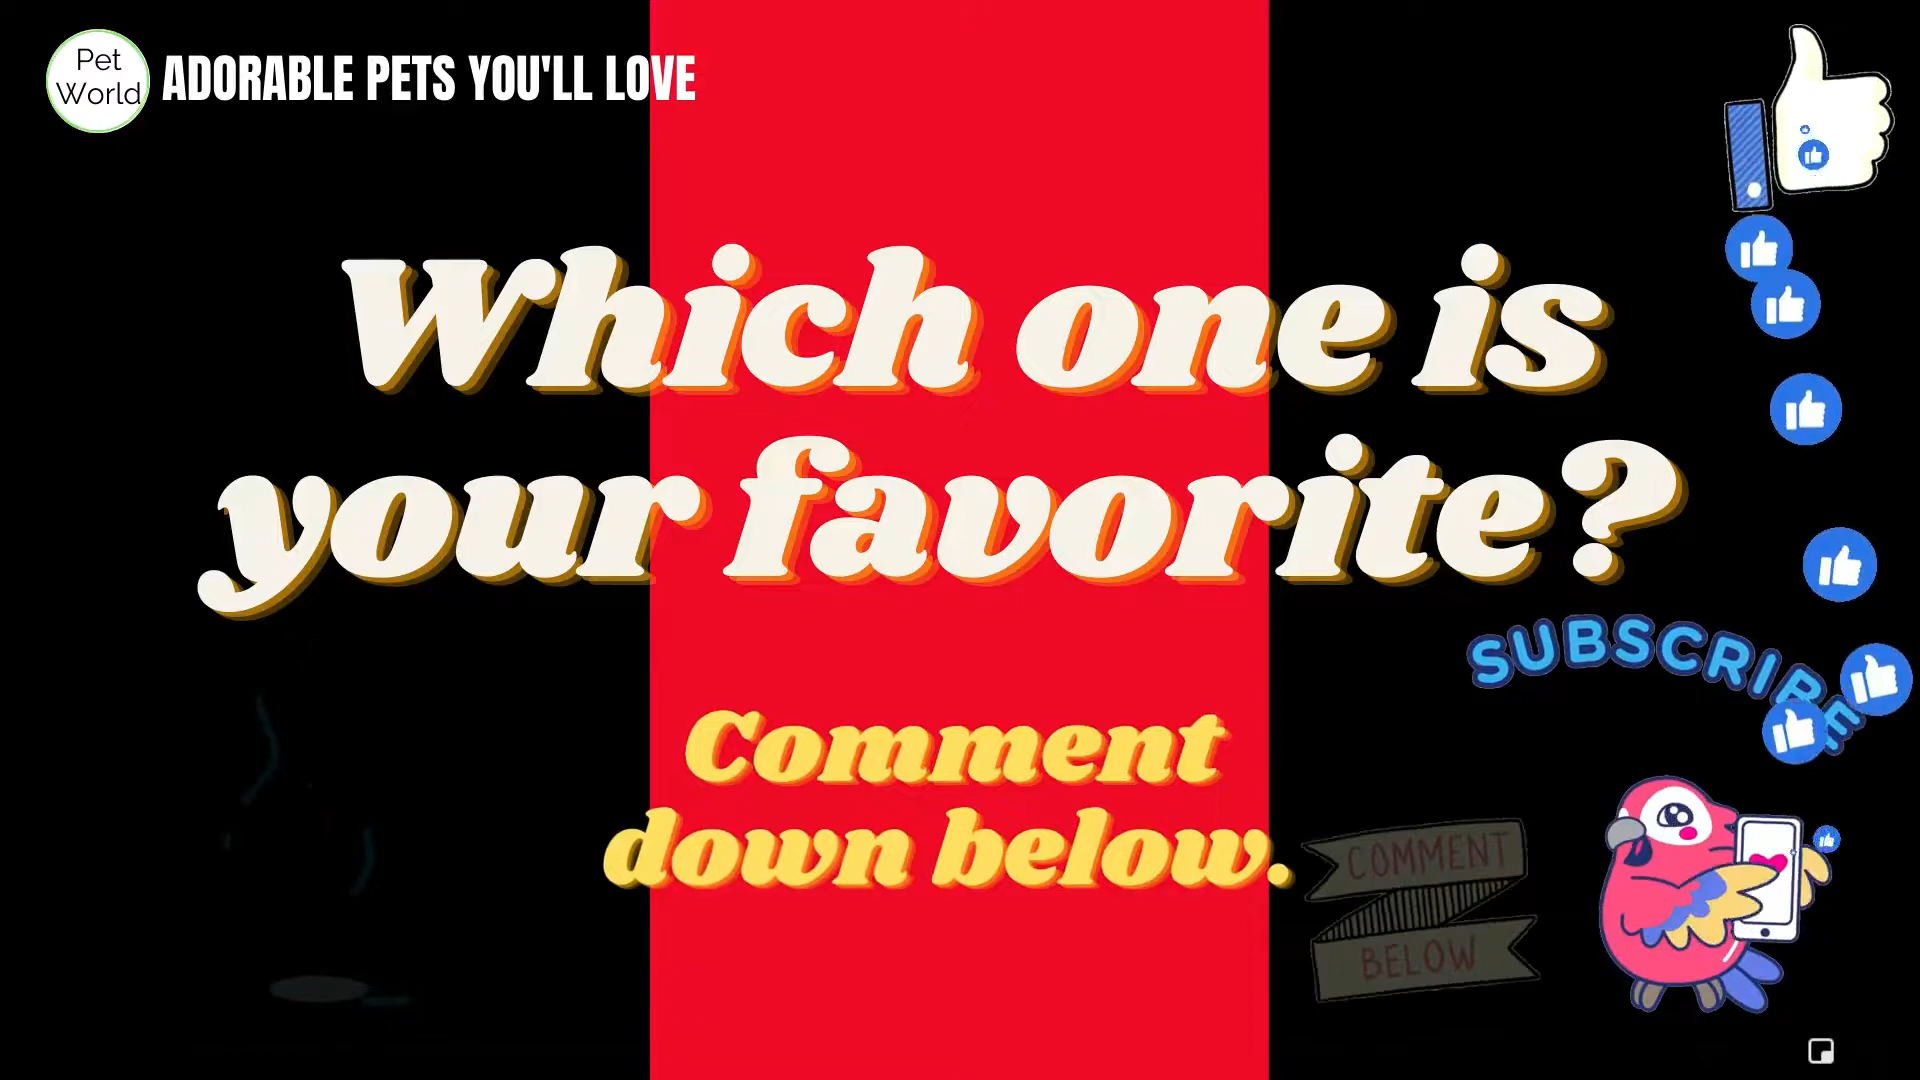 Pet
World
ADORABLE PETS YOU'LL LOVE
Which one is
your favorite?
SUBSCRIBE
Comment
down below.
COMMENT
BELOW